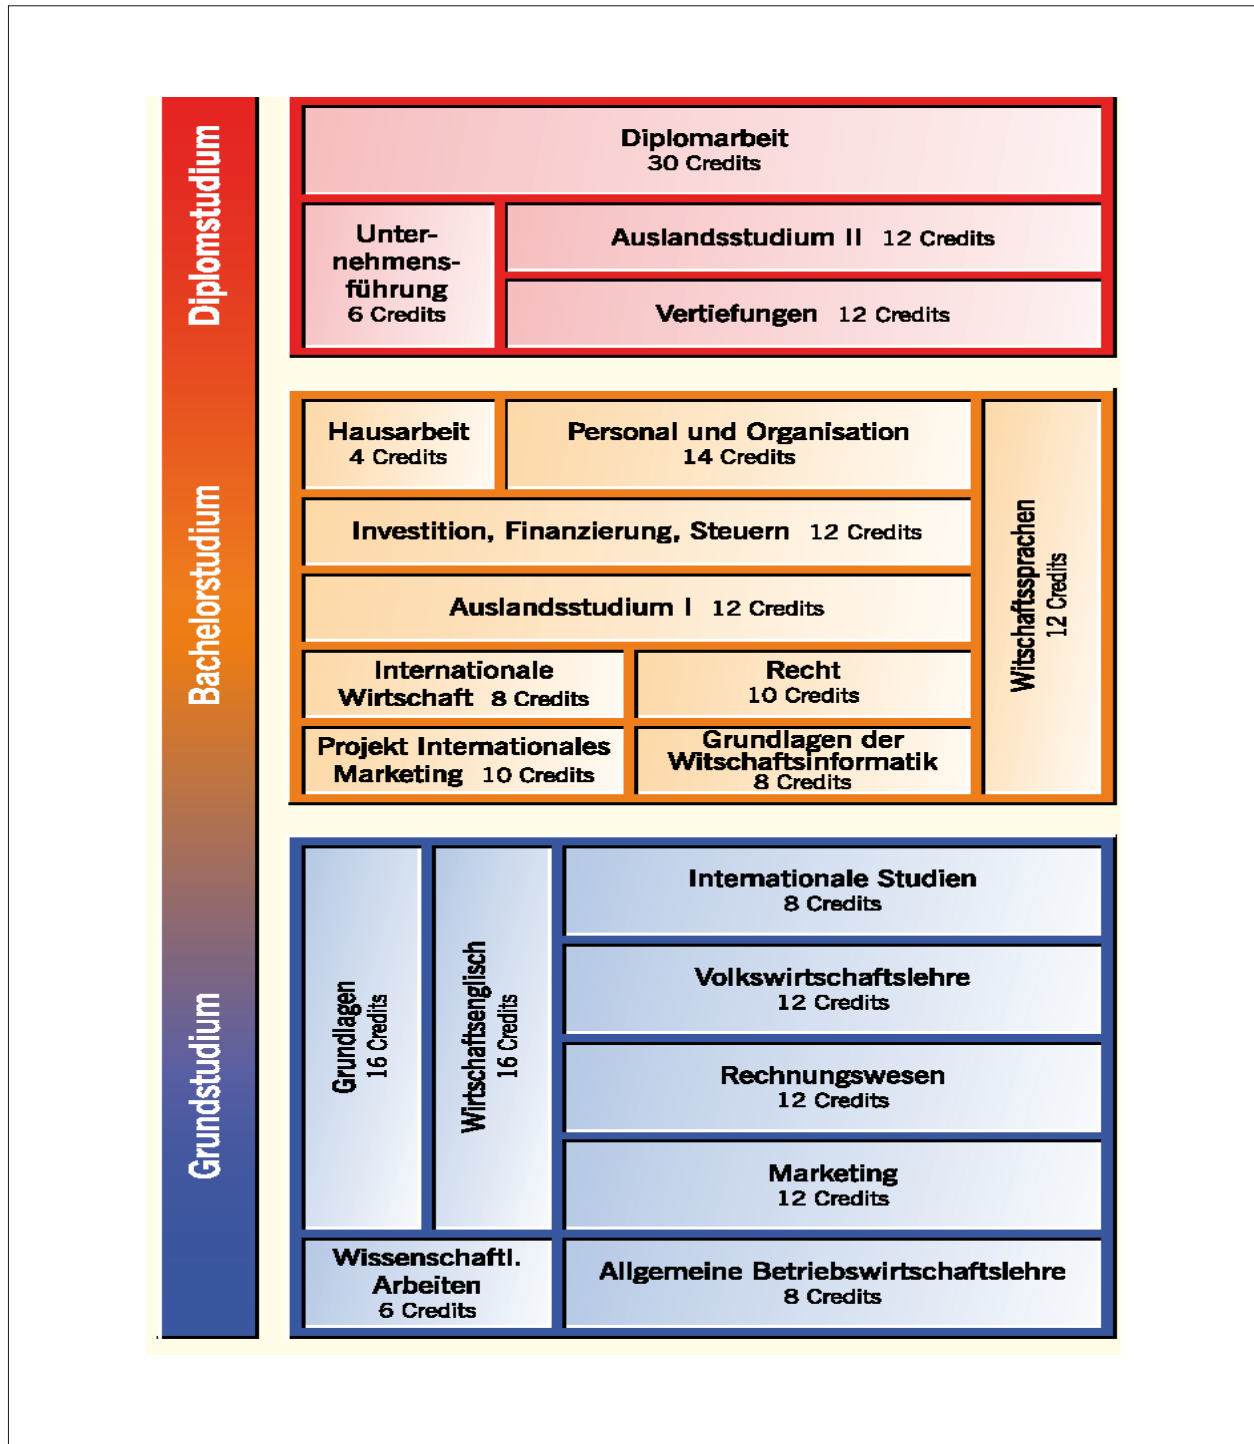 Diplomstudium
Diplomarbeit
30 Credits
Unter-
nehmens-
führung
6 Credits
Auslandsstudium II 12 Credits
Vertiefungen 12 Credits
Bachelorstudium
Hausarbeit
4 Credits
Personal und Organisation
14 Credits
Investition, Finanzierung, Steuern 12 Credits
Auslandsstudium I 12 Credits
Internationale
Wirtschaft 8 Credits
Recht
10 Credits
Projekt Internationales
Marketing 10 Credits
Grundlagen der
Witschaftsinformatik
8 Credits
Witschaftssprachen
12 Credits
Grundstudium
Grundlagen
16 Credits
Wirtschaftsenglisch
16 Credits
Internationale Studien
8 Credits
Volkswirtschaftslehre
12 Credits
Rechnungswesen
12 Credits
Marketing
12 Credits
Wissenschaftl.
Arbeiten
6 Credits
Allgemeine Betriebswirtschaftslehre
8 Credits